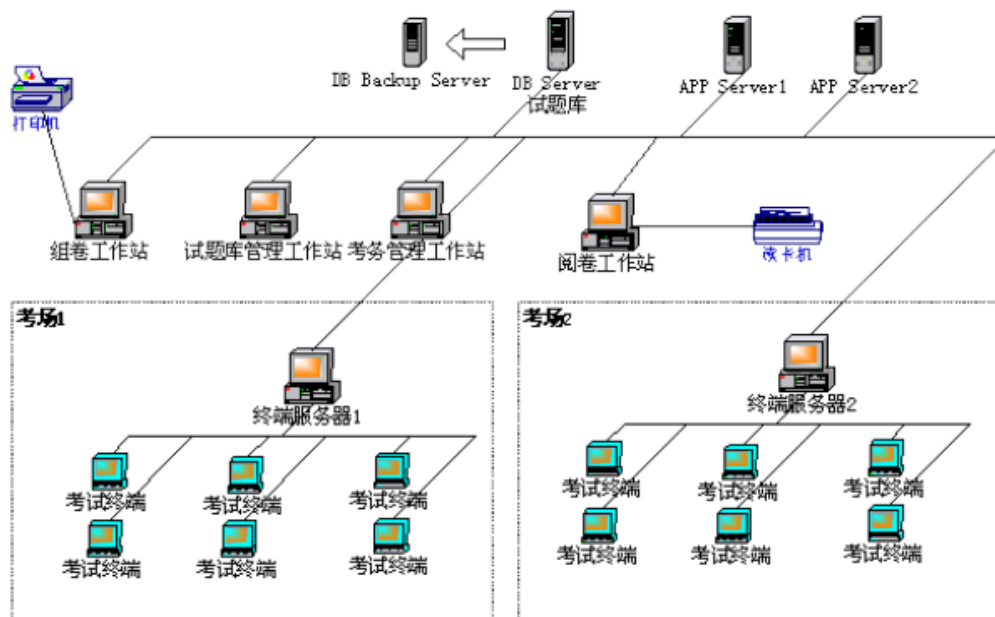 DB Backup Server
DB Server
试题库
APP Server1
APP Server2
打印机
组卷工作站
试题库管理工作站
考务管理工作站
阅卷工作站
读卡机
考场1
考场2
终端服务器1
终端服务器2
考试终端
考试终端
考试终端
考试终端
考试终端
考试终端
考试终端
考试终端
考试终端
考试终端
考试终端
考试终端